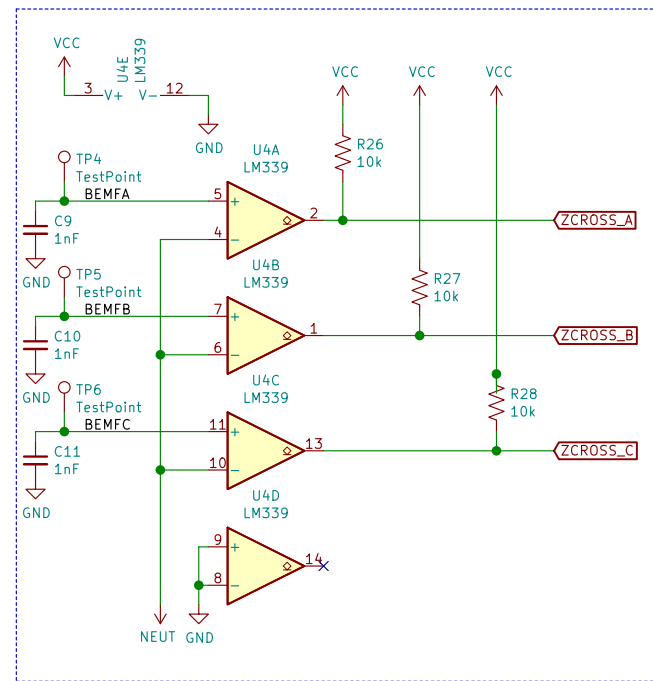 VCC
U4E
LM339
3
V+
V-
12
GND
VCC
VCC
VCC
TP4
TestPoint
BEMFA
C9
1nF
GND
U4A
LM339
5
+
4
−
2
R26
10k
ZCROSS_A
TP5
TestPoint
BEMFB
C10
1nF
GND
U4B
LM339
7
+
6
−
1
R27
10k
ZCROSS_B
TP6
TestPoint
BEMFC
C11
1nF
GND
U4C
LM339
11
+
10
−
13
R28
10k
ZCROSS_C
U4D
LM339
9
+
8
−
14
NEUT
GND